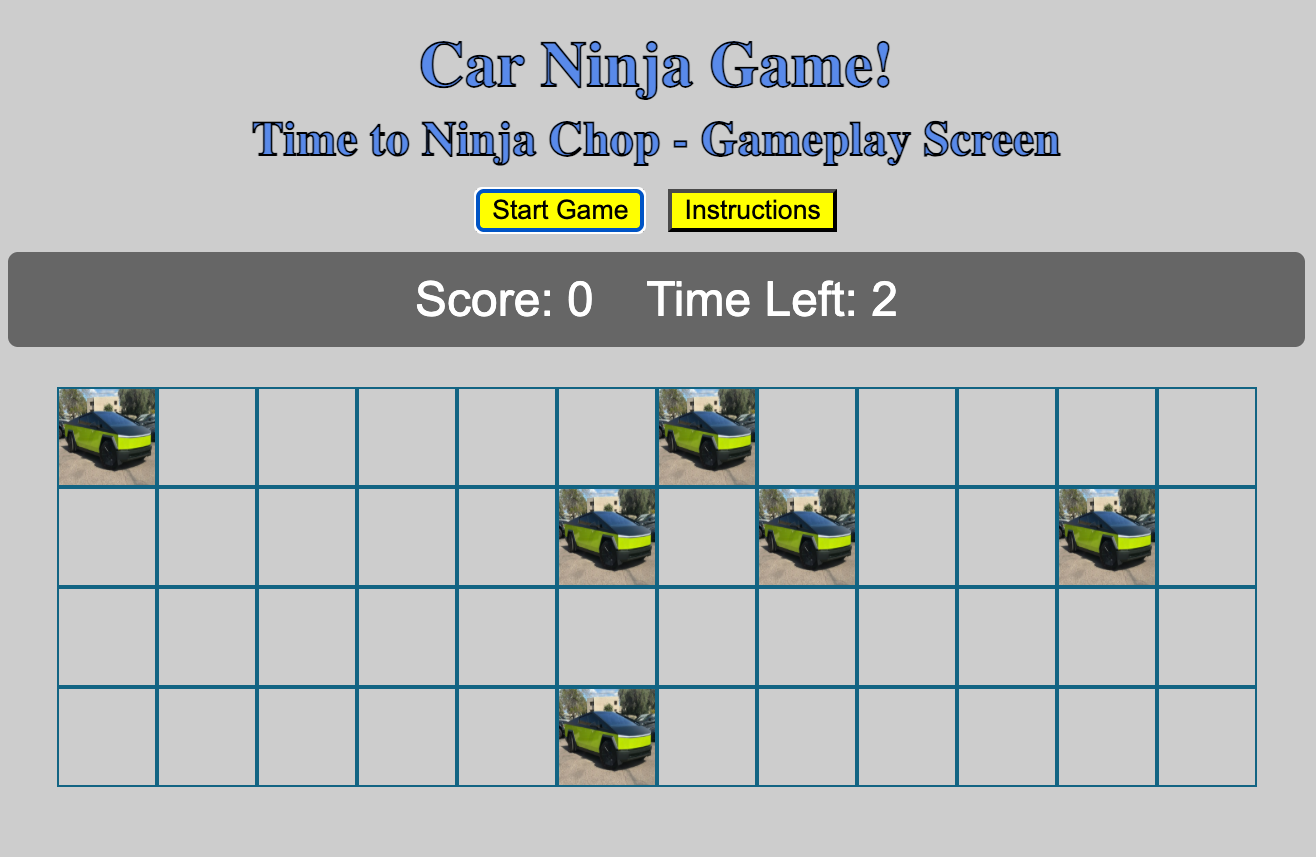 Car Ninja Game!
Time to Ninja Chop - Gameplay Screen
Start Game Instructions
Score: 0 Time Left: 2